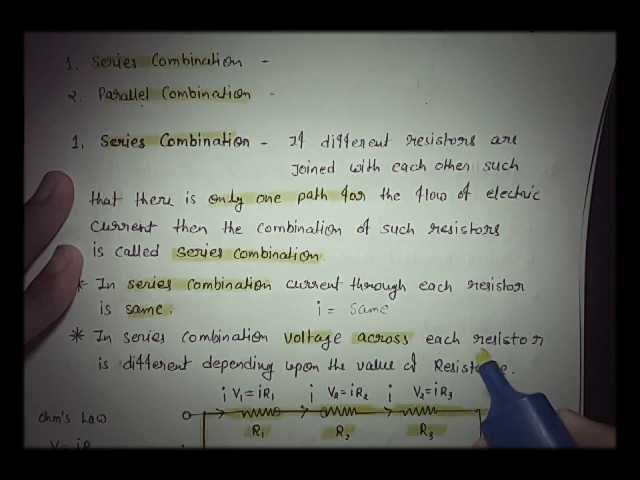 1. Series Combination -
2. Parallel Combination -
1. Series Combination - If different resistors are
joined with each other such
that there is only one path for the flow of electric
current then the combination of such resistors
is called series combination.
* In series combination current through each resistor
is same. i = same
* In series combination voltage across each resistor
is different depending upon the value of
i V₁=iR₁ i V₂=iR₂ i V₃=iR₃
Ohm's Law
R₁ R₂ R₃
V = iR